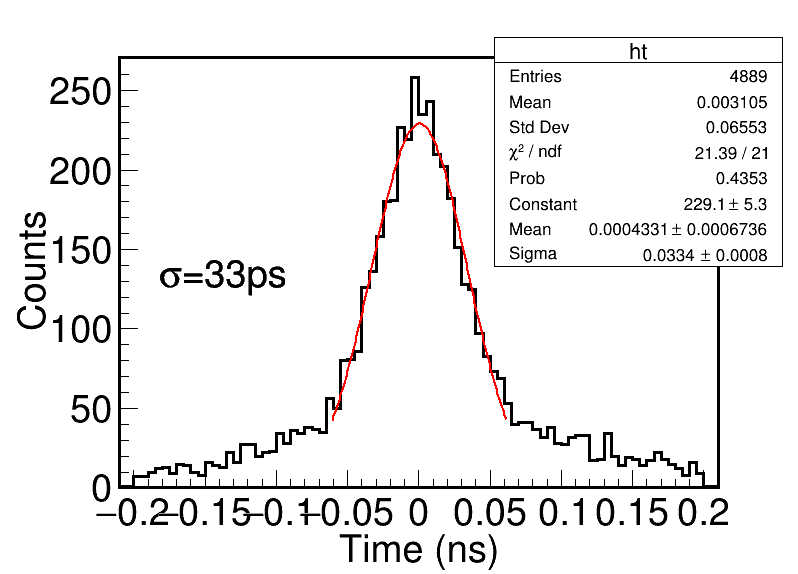 ht
Entries 4889
Mean 0.003105
Std Dev 0.06553
χ² / ndf 21.39 / 21
Prob 0.4353
Constant 229.1 ± 5.3
Mean 0.0004331 ± 0.0006736
Sigma 0.0334 ± 0.0008
Counts
250
200
150
100
50
0
σ=33ps
−0.2 −0.15 −0.1 −0.05 0 0.05 0.1 0.15 0.2
Time (ns)